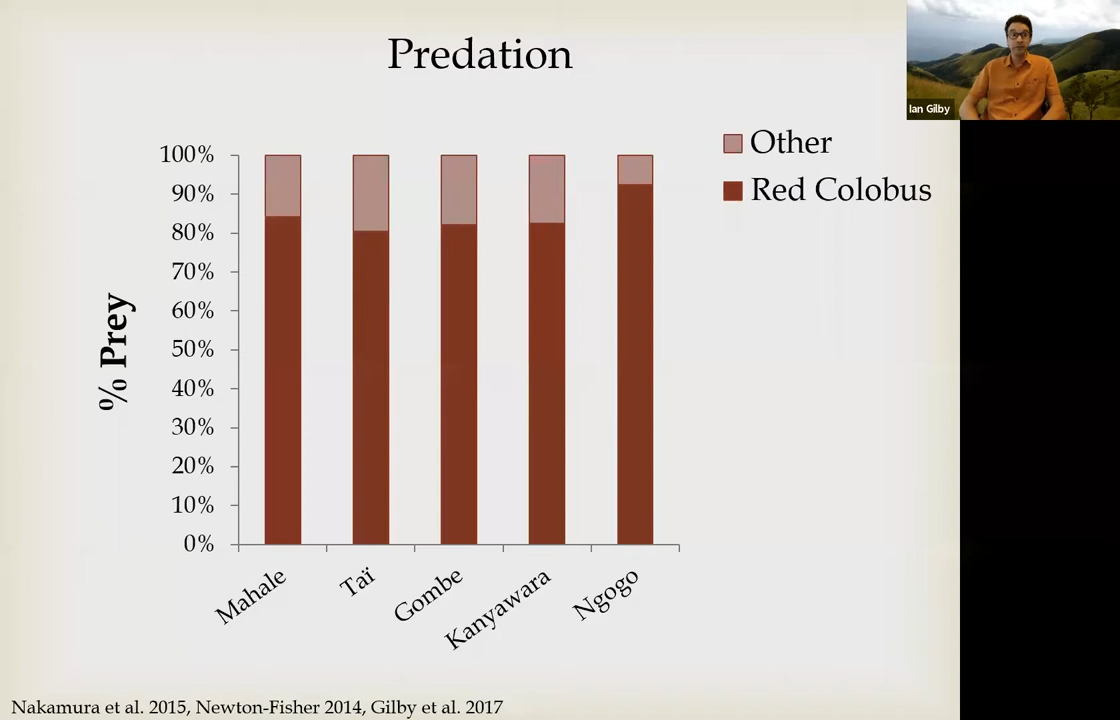 Predation
Ian Gilby
Other
Red Colobus
100%
90%
80%
70%
60%
50%
40%
30%
20%
10%
0%
% Prey
Mahale
Taï
Gombe
Kanyawara
Ngogo
Nakamura et al. 2015, Newton-Fisher 2014, Gilby et al. 2017